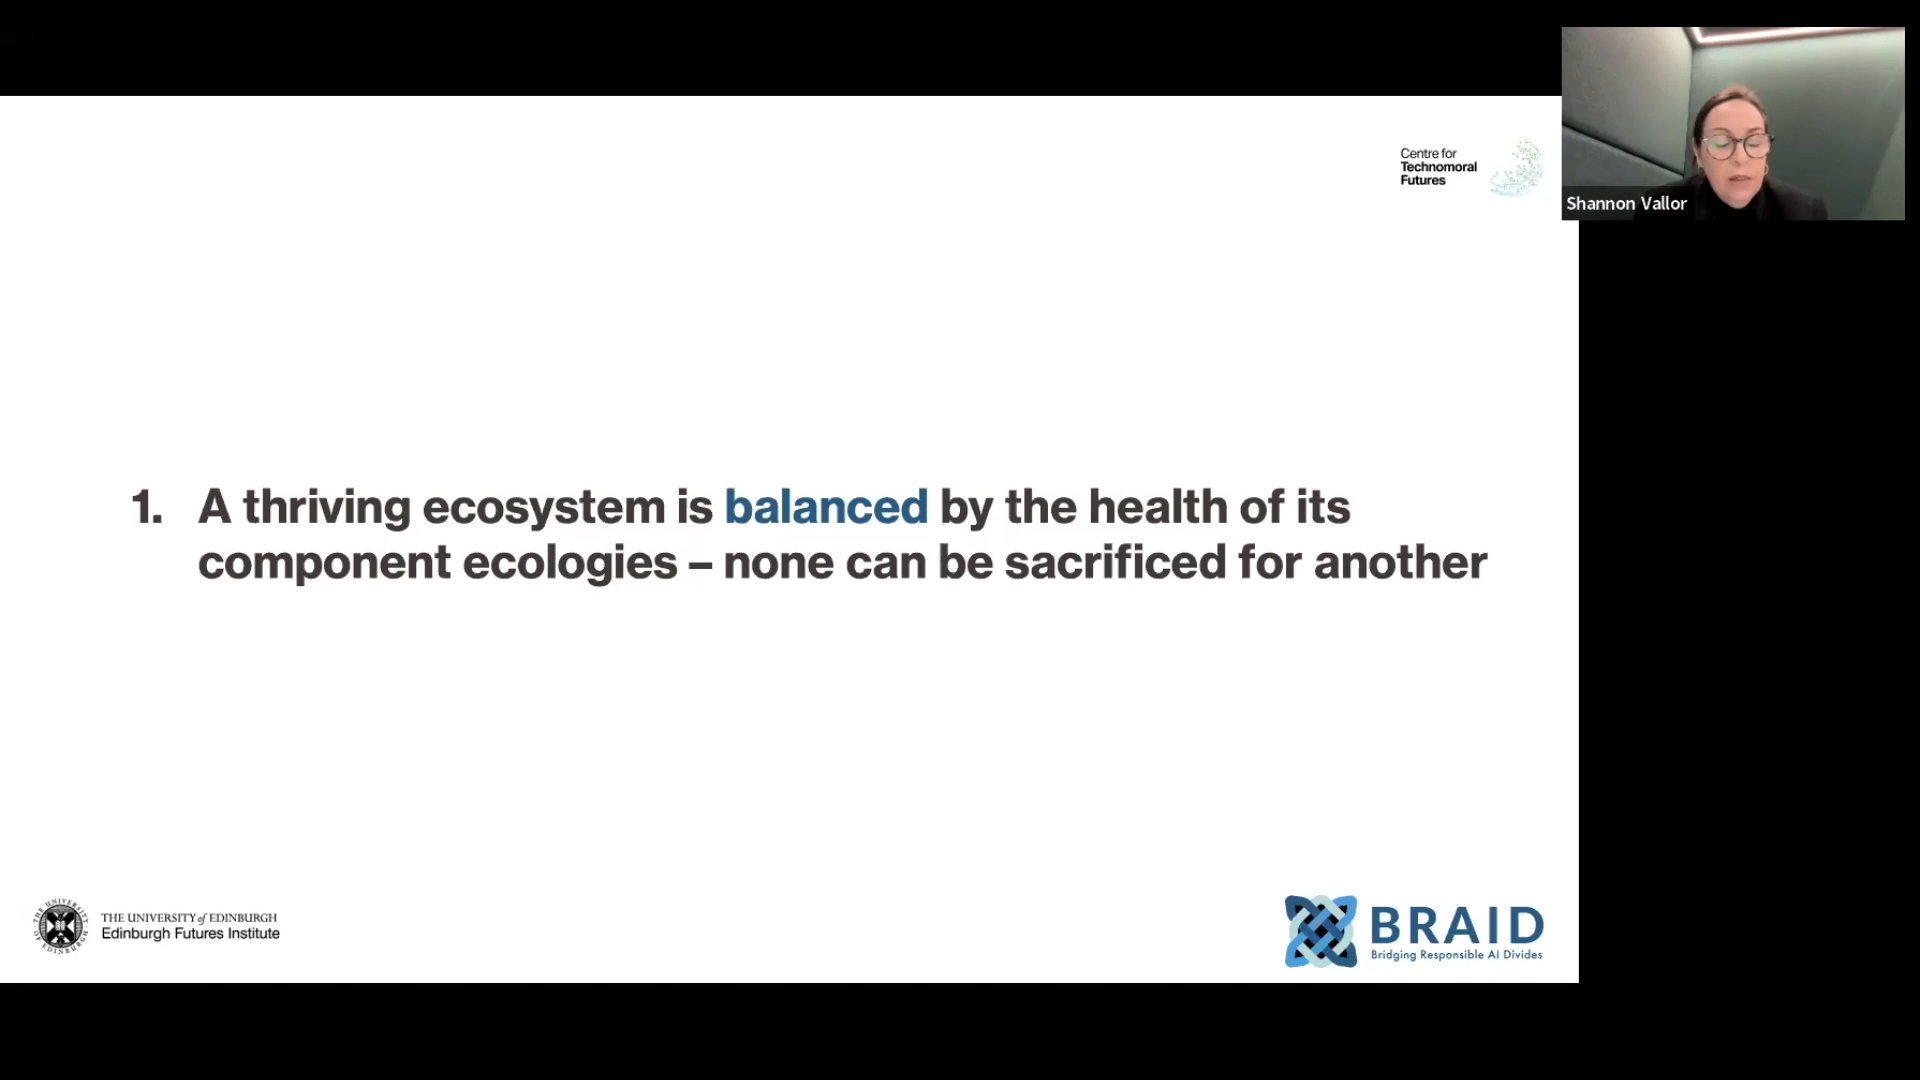 Centre for
Technomoral
Futures
Shannon Vallor
1. A thriving ecosystem is balanced by the health of its
component ecologies – none can be sacrificed for another
THE UNIVERSITY of EDINBURGH
Edinburgh Futures Institute
BRAID
Bridging Responsible AI Divides